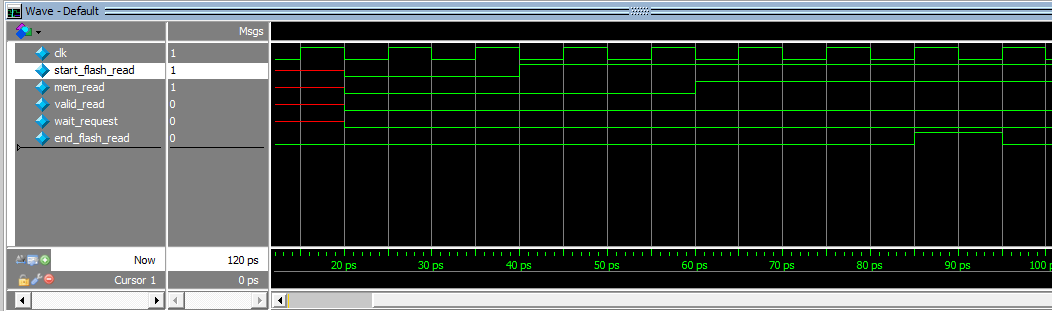 Wave - Default
Msgs
clk 1
start_flash_read 1
mem_read 1
valid_read 0
wait_request 0
end_flash_read 0
Now 120 ps
20 ps 30 ps 40 ps 50 ps 60 ps 70 ps 80 ps 90 ps 100 p
Cursor 1 0 ps